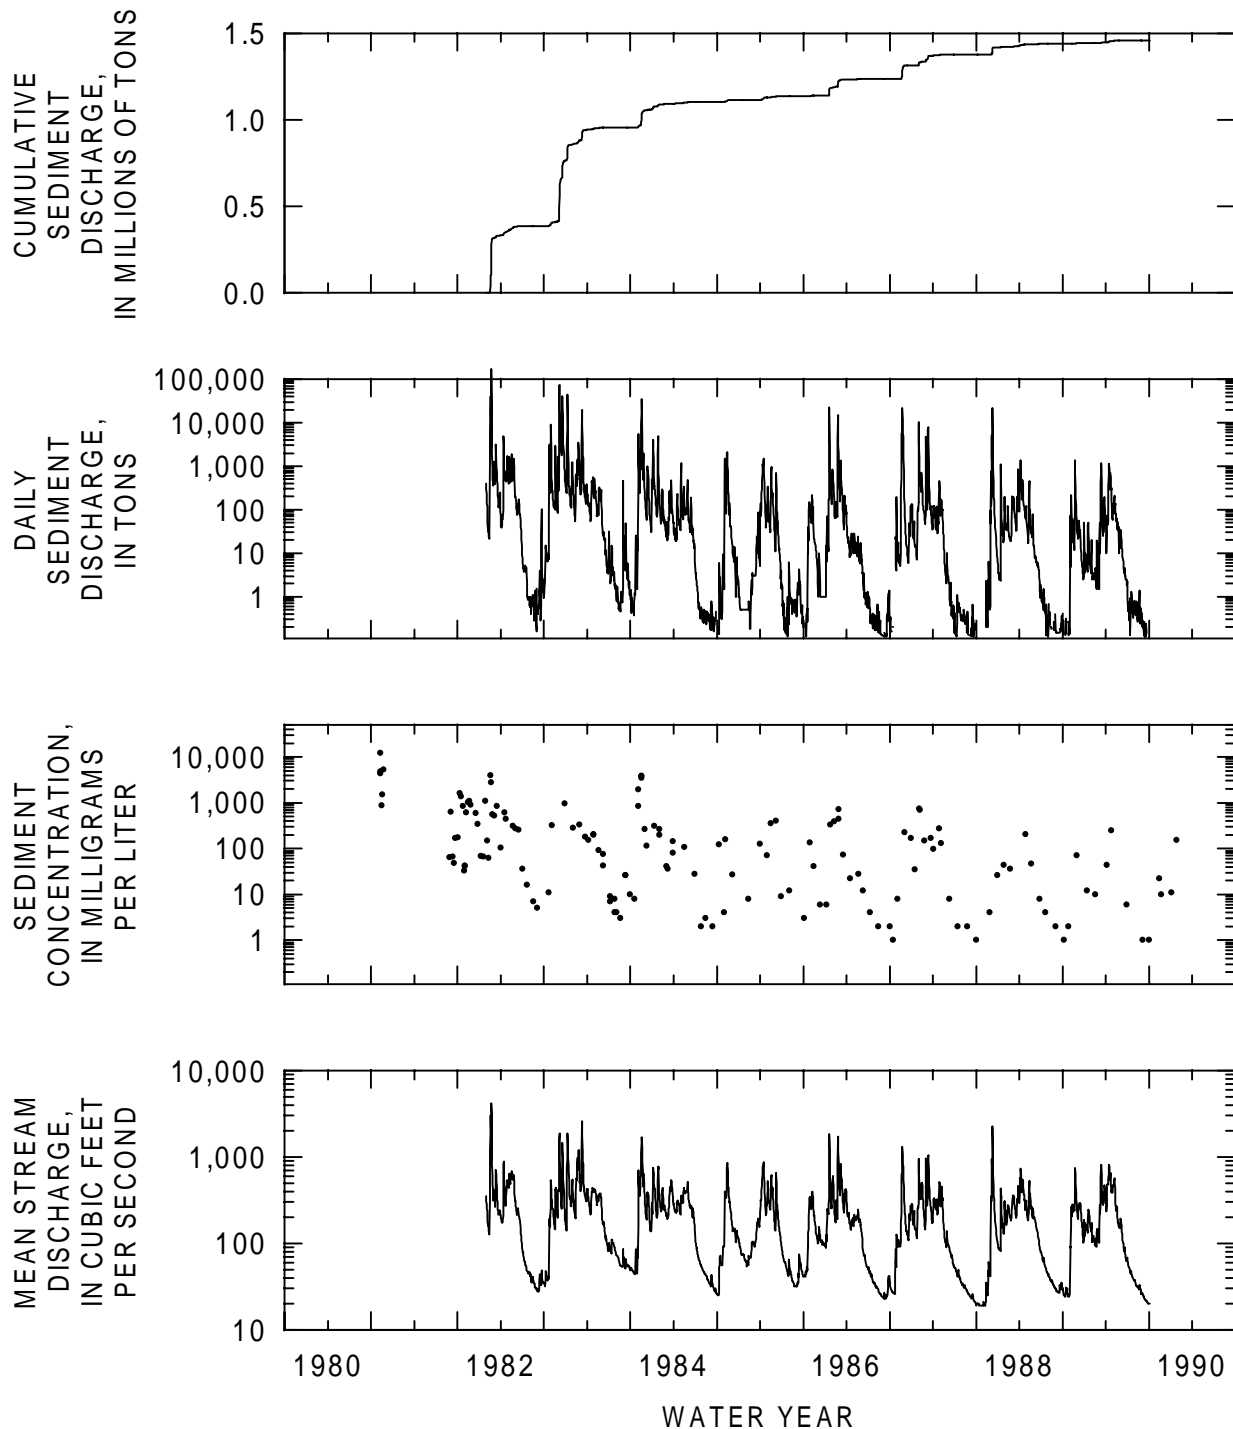 CUMULATIVE
SEDIMENT
DISCHARGE,
IN MILLIONS OF TONS
1.5
1.0
0.5
0.0
DAILY
SEDIMENT
DISCHARGE,
IN TONS
100,000
10,000
1,000
100
10
1
SEDIMENT
CONCENTRATION,
IN MILLIGRAMS
PER LITER
10,000
1,000
100
10
1
MEAN STREAM
DISCHARGE,
IN CUBIC FEET
PER SECOND
10,000
1,000
100
10
1980 1982 1984 1986 1988 1990
WATER YEAR